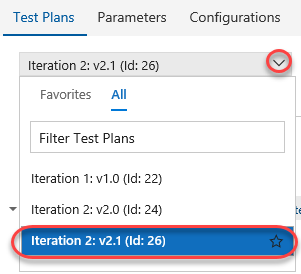 Test Plans Parameters Configurations
Iteration 2: v2.1 (Id: 26)
Favorites All
Filter Test Plans
Iteration 1: v1.0 (Id: 22)
Iteration 2: v2.0 (Id: 24)
Iteration 2: v2.1 (Id: 26)